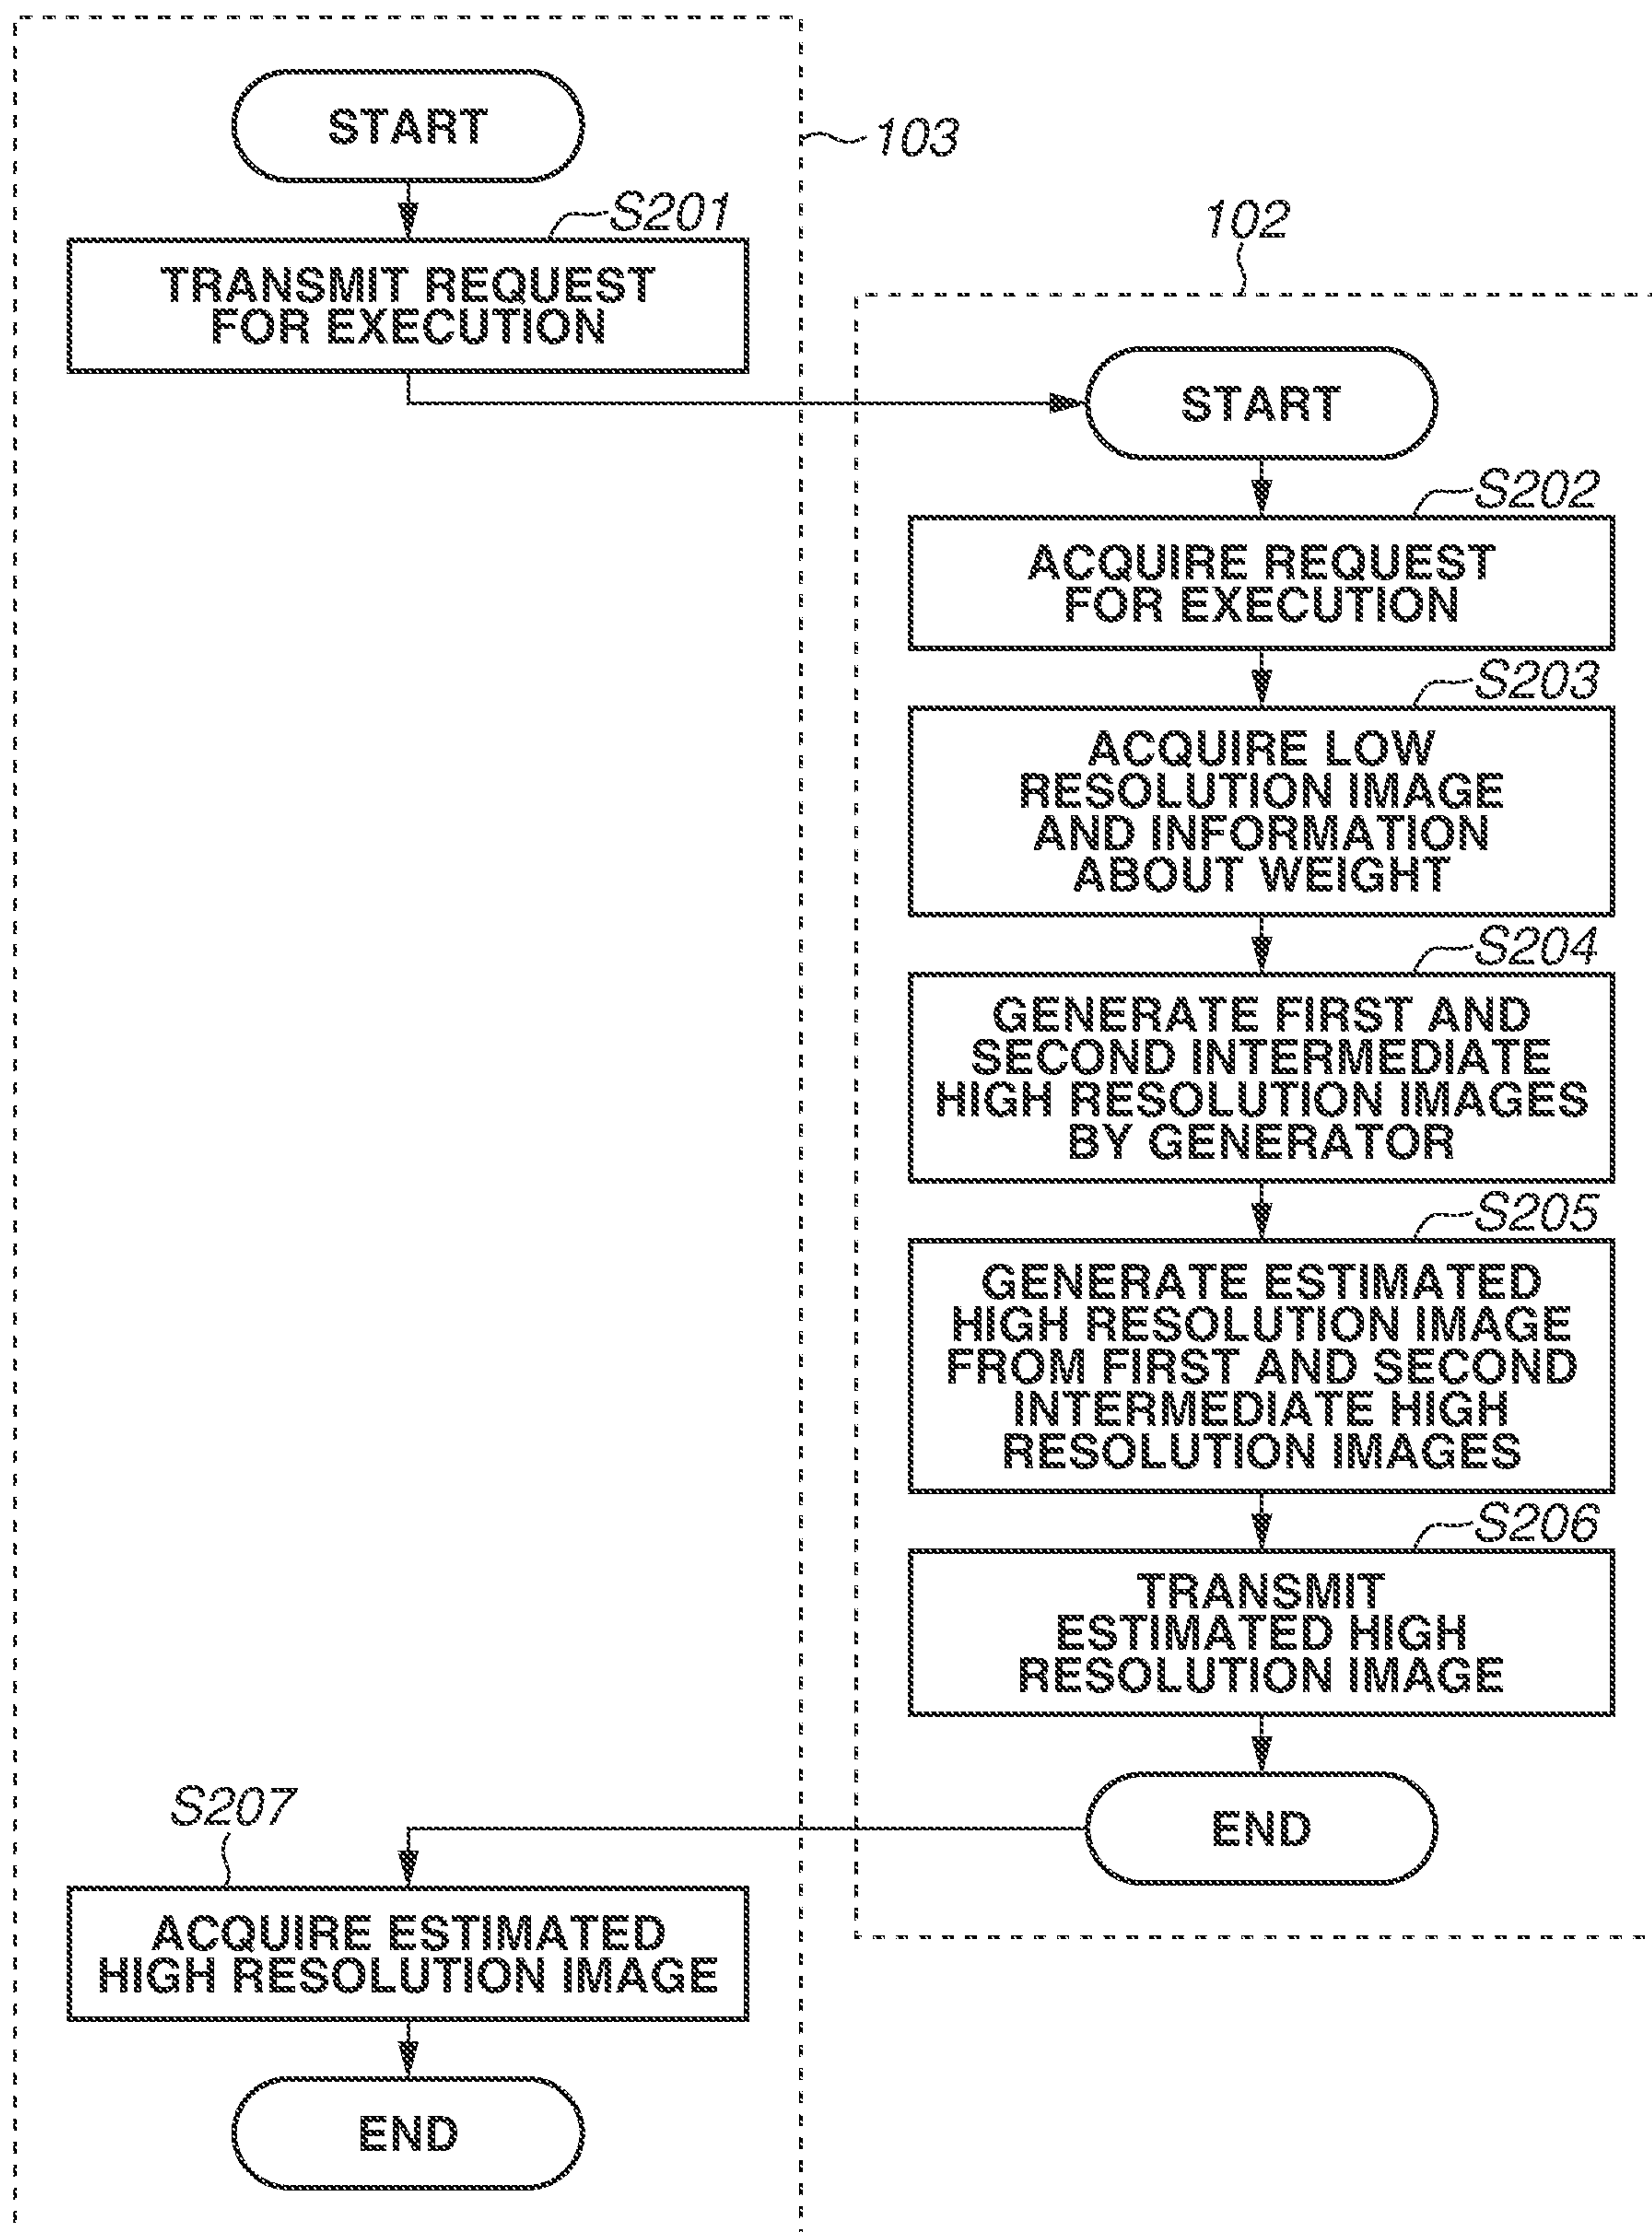 START
103
S201
TRANSMIT REQUEST
FOR EXECUTION
102
START
S202
ACQUIRE REQUEST
FOR EXECUTION
S203
ACQUIRE LOW
RESOLUTION IMAGE
AND INFORMATION
ABOUT WEIGHT
S204
GENERATE FIRST AND
SECOND INTERMEDIATE
HIGH RESOLUTION IMAGES
BY GENERATOR
S205
GENERATE ESTIMATED
HIGH RESOLUTION IMAGE
FROM FIRST AND SECOND
INTERMEDIATE HIGH
RESOLUTION IMAGES
S206
TRANSMIT
ESTIMATED HIGH
RESOLUTION IMAGE
END
S207
ACQUIRE ESTIMATED
HIGH RESOLUTION IMAGE
END